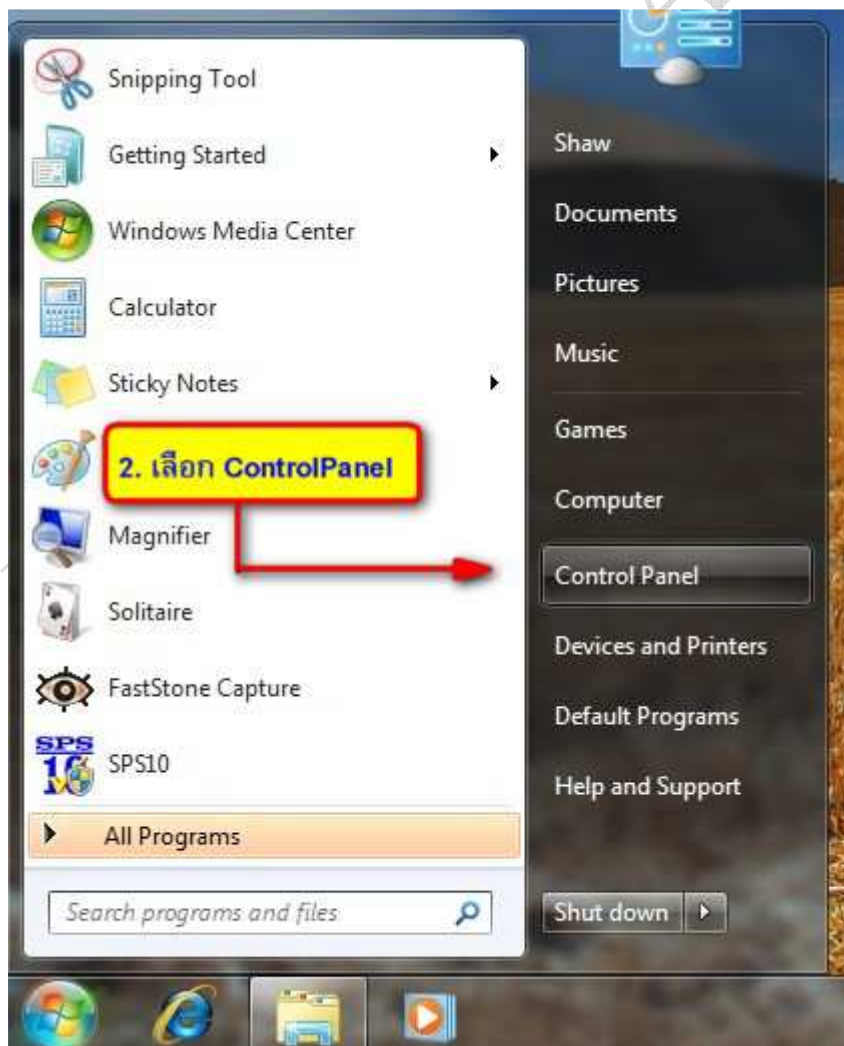 Snipping Tool
Getting Started
Windows Media Center
Calculator
Sticky Notes
2. เลือก ControlPanel
Magnifier
Solitaire
FastStone Capture
SPS
10
SPS10
All Programs
Search programs and files
Shaw
Documents
Pictures
Music
Games
Computer
Control Panel
Devices and Printers
Default Programs
Help and Support
Shut down